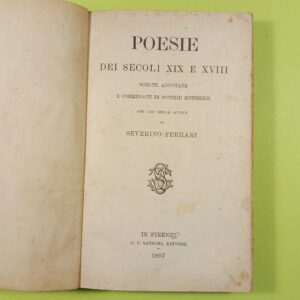 POESIE
DEI SECOLI XIX E XVIII
SCELTE ANNOTATE
E CORREDATE DI NOTIZIE METRICHE
PER USO DELLE SCUOLE
DA
SEVERINO FERRARI
IN FIRENZE
G. C. SANSONI, EDITORE
1897